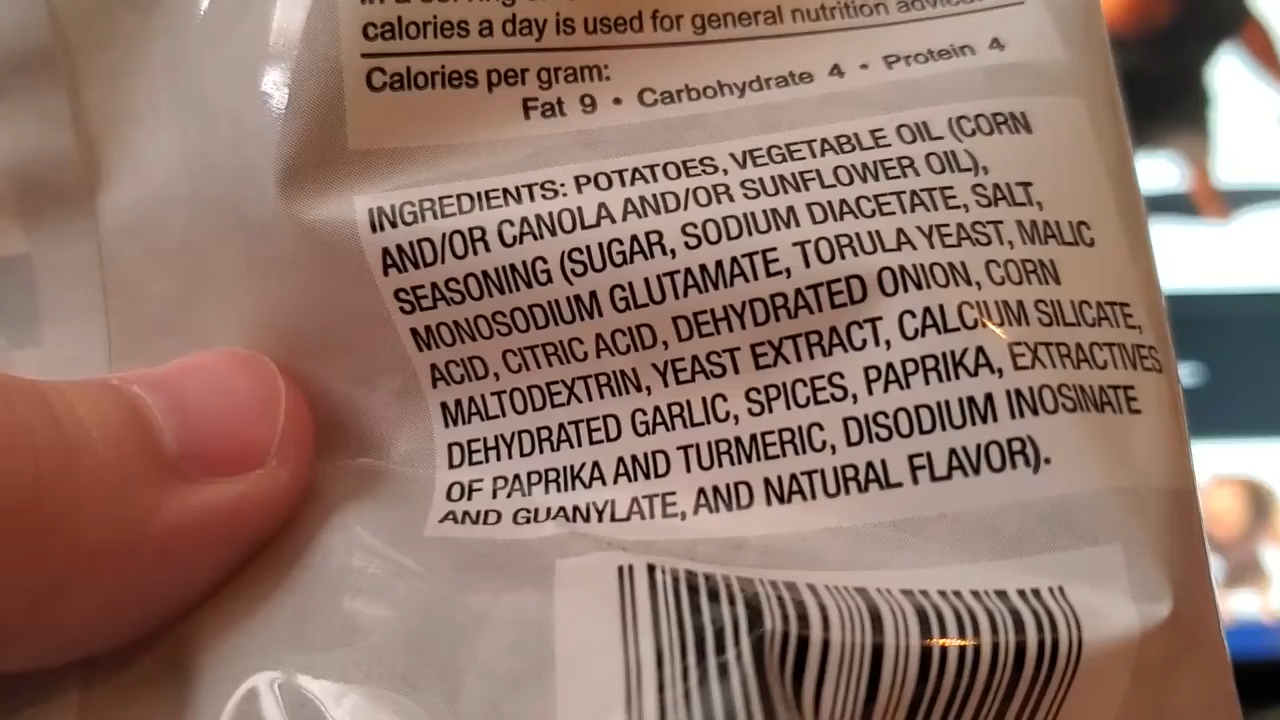 calories a day is used for general nutrition advice.
Calories per gram:
Fat 9 • Carbohydrate 4 • Protein 4
INGREDIENTS: POTATOES, VEGETABLE OIL (CORN
AND/OR CANOLA AND/OR SUNFLOWER OIL),
SEASONING (SUGAR, SODIUM DIACETATE, SALT,
MONOSODIUM GLUTAMATE, TORULA YEAST, MALIC
ACID, CITRIC ACID, DEHYDRATED ONION, CORN
MALTODEXTRIN, YEAST EXTRACT, CALCIUM SILICATE,
DEHYDRATED GARLIC, SPICES, PAPRIKA, EXTRACTIVES
OF PAPRIKA AND TURMERIC, DISODIUM INOSINATE
AND GUANYLATE, AND NATURAL FLAVOR).